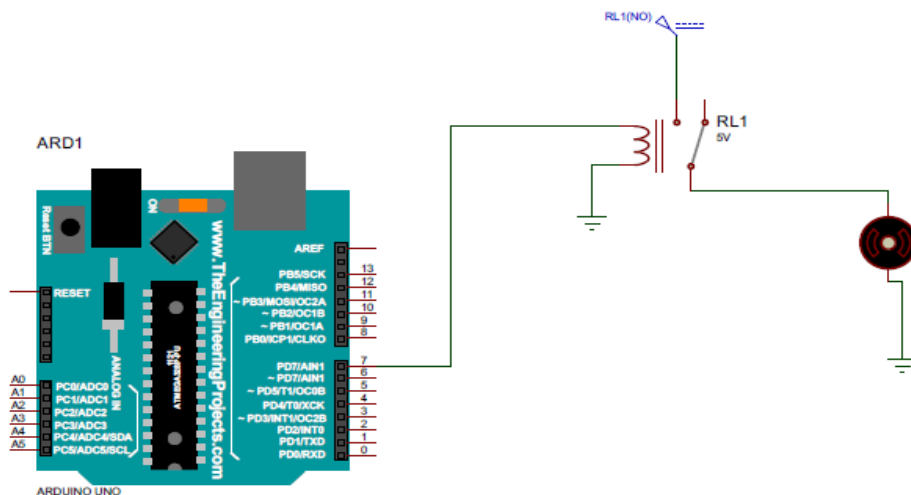 RL1(NO)
RL1
5V
ARD1
Reset BTN
ON
www.TheEngineeringProjects.com
AREF
RESET
PB5/SCK 13
PB4/MISO 12
~ PB3/MOSI/OC2A 11
~ PB2/OC1B 10
~ PB1/OC1A 9
PB0/ICP1/CLKO 8
ANALOG IN
PD7/AIN1 7
~ PD7/AIN1 6
~ PD5/T1/OC0B 5
PD4/T0/XCK 4
~ PD3/INT1/OC2B 3
PD2/INT0 2
PD1/TXD 1
PD0/RXD 0
A0 PC0/ADC0
A1 PC1/ADC1
A2 PC2/ADC2
A3 PC3/ADC3
A4 PC4/ADC4/SDA
A5 PC5/ADC5/SCL
ARDUINO UNO